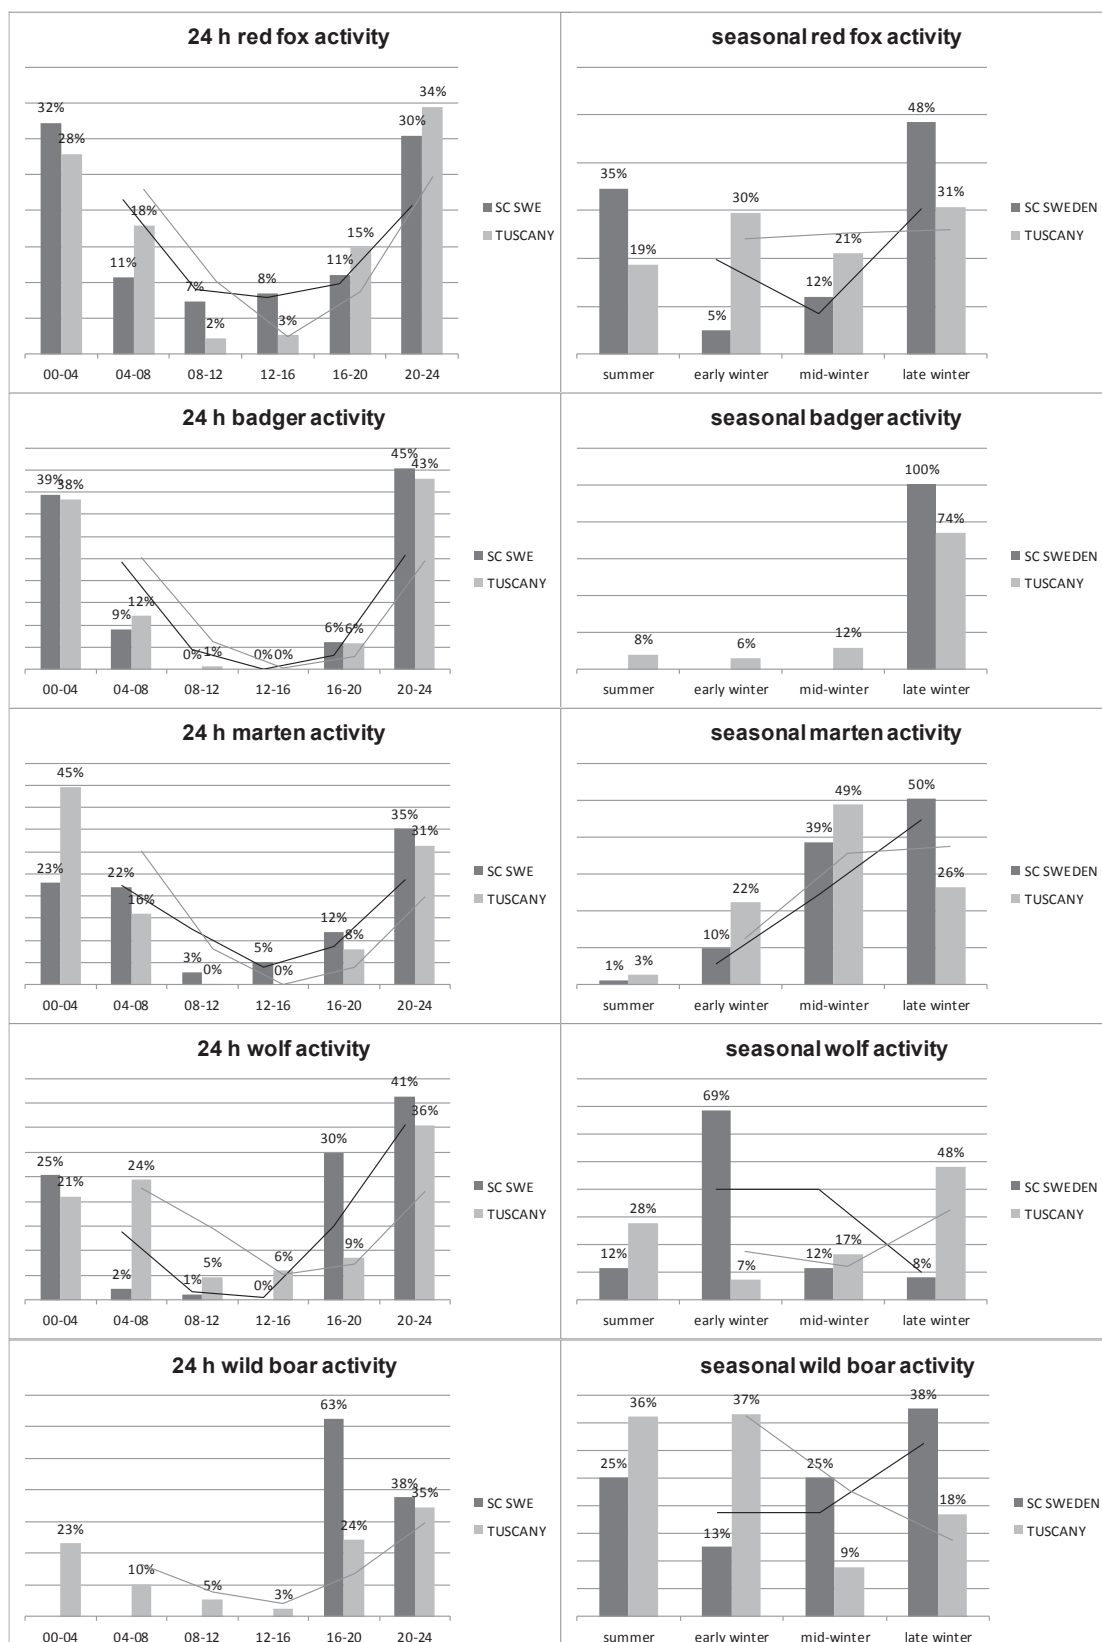 24 h red fox activity
32%
28%
11%
18%
7%
2%
8%
3%
11%
15%
30%
34%
SC SWE
TUSCANY
00-04 04-08 08-12 12-16 16-20 20-24
seasonal red fox activity
35%
19%
5%
30%
12%
21%
48%
31%
SC SWEDEN
TUSCANY
summer early winter mid-winter late winter
24 h badger activity
39%
38%
9%
12%
0%
1%
0%
0%
6%
6%
45%
43%
SC SWE
TUSCANY
00-04 04-08 08-12 12-16 16-20 20-24
seasonal badger activity
8%
6%
12%
100%
74%
SC SWEDEN
TUSCANY
summer early winter mid-winter late winter
24 h marten activity
23%
45%
22%
16%
3%
0%
5%
0%
12%
8%
35%
31%
SC SWE
TUSCANY
00-04 04-08 08-12 12-16 16-20 20-24
seasonal marten activity
1%
3%
10%
22%
39%
49%
50%
26%
SC SWEDEN
TUSCANY
summer early winter mid-winter late winter
24 h wolf activity
25%
21%
2%
24%
1%
5%
0%
6%
30%
9%
41%
36%
SC SWE
TUSCANY
00-04 04-08 08-12 12-16 16-20 20-24
seasonal wolf activity
12%
28%
69%
7%
12%
17%
8%
48%
SC SWEDEN
TUSCANY
summer early winter mid-winter late winter
24 h wild boar activity
23%
10%
5%
3%
63%
24%
38%
35%
SC SWE
TUSCANY
00-04 04-08 08-12 12-16 16-20 20-24
seasonal wild boar activity
25%
36%
13%
37%
25%
9%
38%
18%
SC SWEDEN
TUSCANY
summer early winter mid-winter late winter